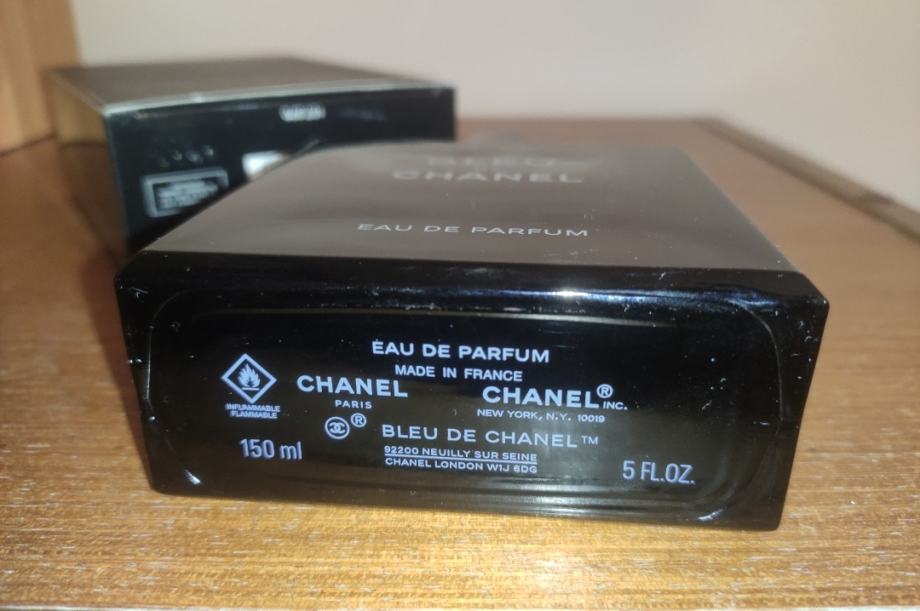 BLEU
CHANEL
EAU DE PARFUM
EAU DE PARFUM
MADE IN FRANCE
CHANEL
PARIS
CHANEL® INC.
NEW YORK, N.Y. 10019
INFLAMMABLE
FLAMMABLE
®
BLEU DE CHANEL™
150 ml
92200 NEUILLY SUR SEINE
CHANEL LONDON W1J 6DG
5 FL.OZ.